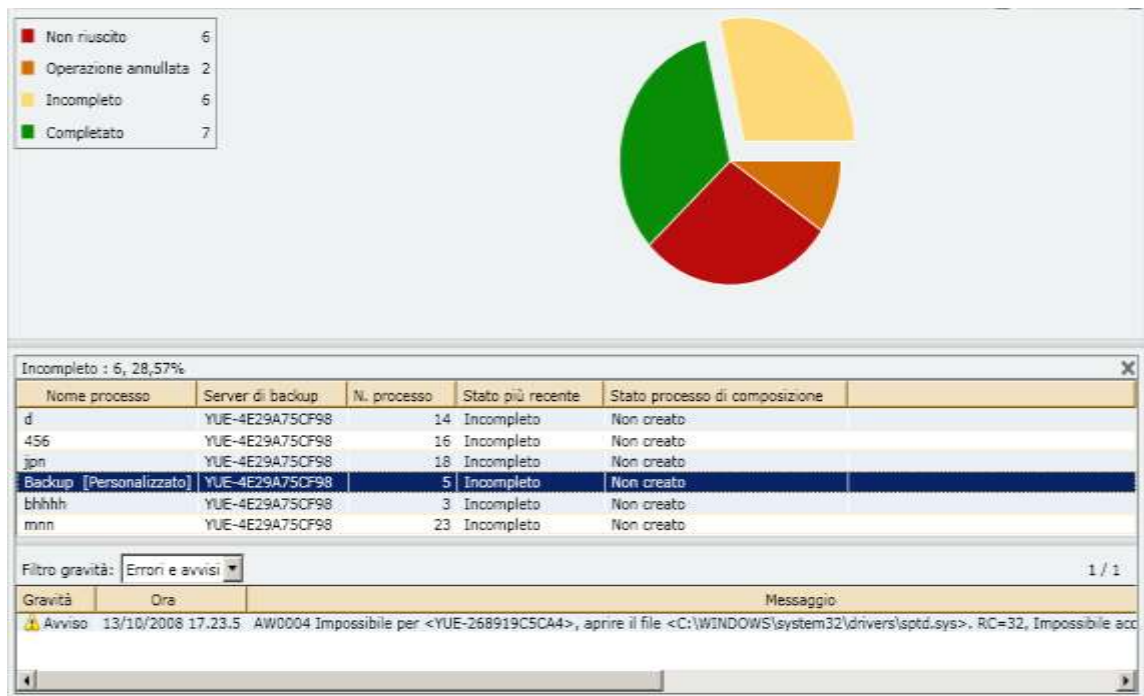 Non riuscito 6
Operazione annullata 2
Incompleto 6
Completato 7
Incompleto : 6, 28,57%
Nome processo Server di backup N. processo Stato più recente Stato processo di composizione
d YUE-4E29A75CF98 14 Incompleto Non creato
456 YUE-4E29A75CF98 16 Incompleto Non creato
jpn YUE-4E29A75CF98 18 Incompleto Non creato
Backup [Personalizzato] YUE-4E29A75CF98 5 Incompleto Non creato
bhhhh YUE-4E29A75CF98 3 Incompleto Non creato
mnn YUE-4E29A75CF98 23 Incompleto Non creato
Filtro gravità: Errori e avvisi 1 / 1
Gravità Ora Messaggio
Avviso 13/10/2008 17.23.5 AW0004 Impossibile per <YUE-268919C5CA4>, aprire il file <C:\WINDOWS\system32\drivers\sptd.sys>. RC=32, Impossibile acc